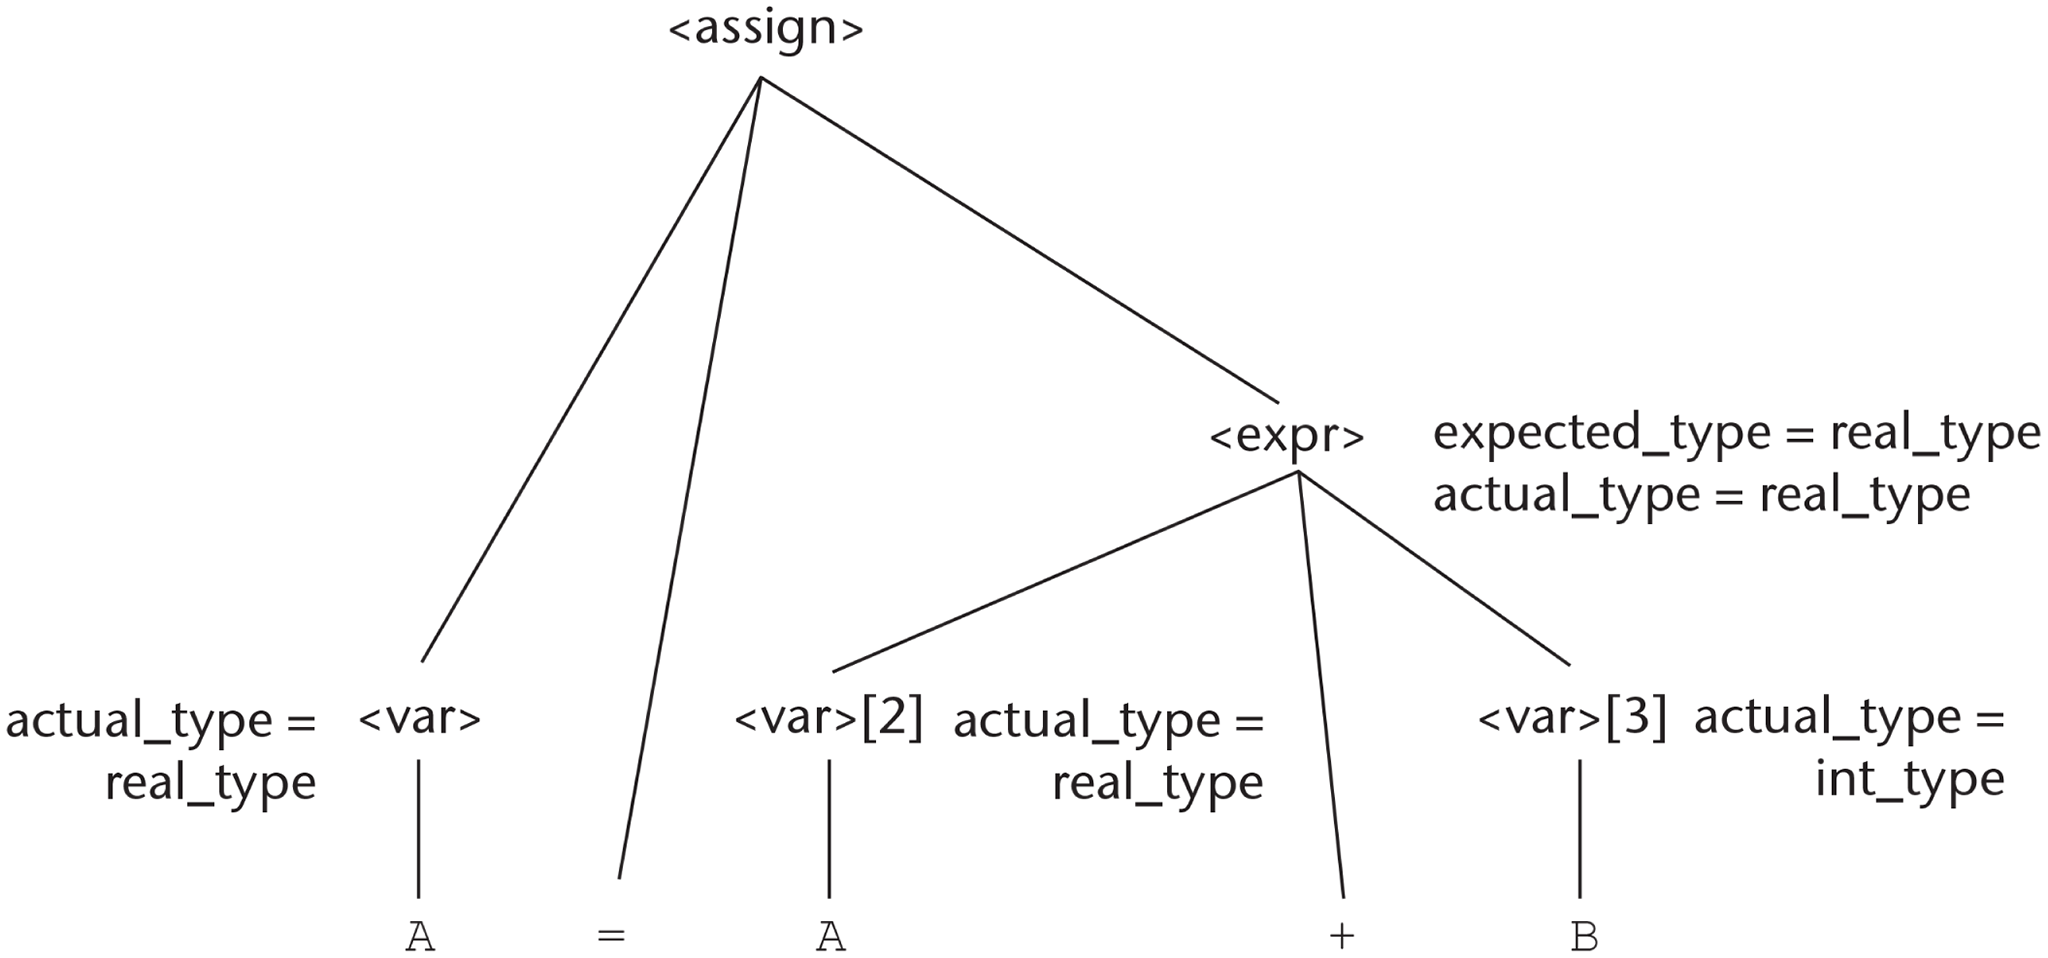 <assign>
<expr> expected_type = real_type
actual_type = real_type
actual_type = <var> <var>[2] actual_type = <var>[3] actual_type =
real_type real_type int_type
A = A + B